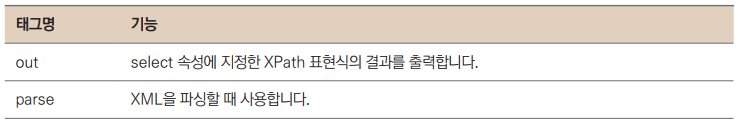 태그명 기능
out select 속성에 지정한 XPath 표현식의 결과를 출력합니다.
parse XML을 파싱할 때 사용합니다.